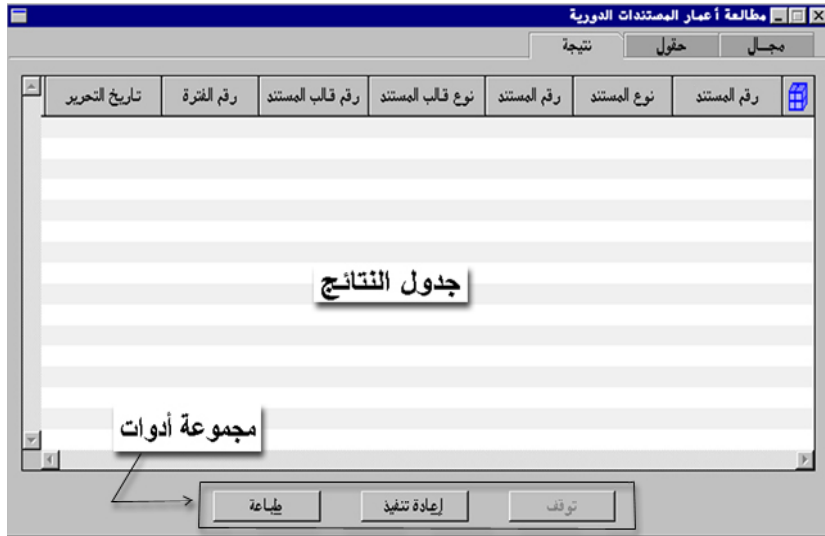 مطالعة أعمار المستندات الدورية
مجال حقول نتيجة
رقم المستند نوع المستند رقم المستند نوع قالب المستند رقم قالب المستند رقم الفترة تاريخ التحرير
جدول النتائج
مجموعة أدوات
توقف إعادة تنفيذ طباعة